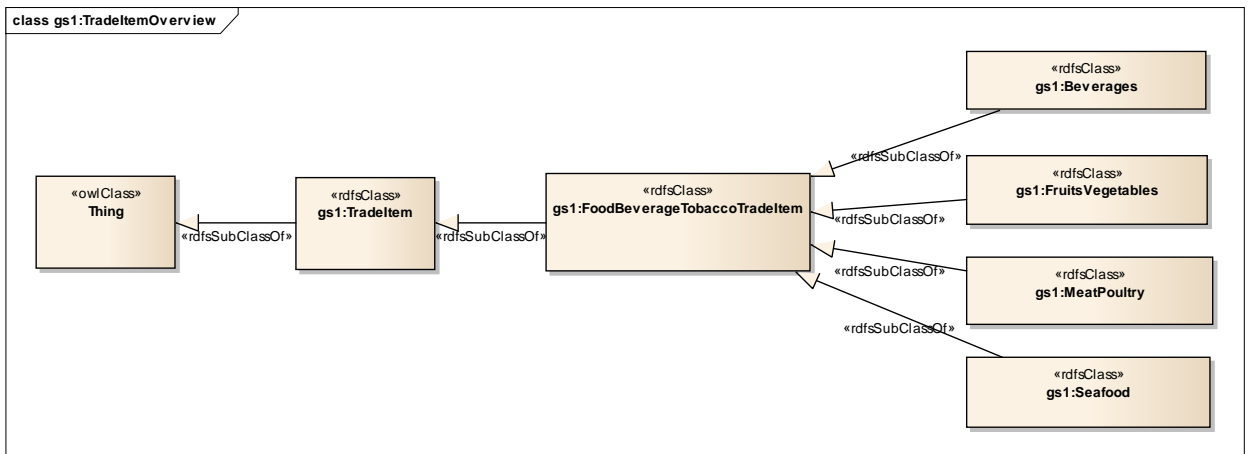 class gs1:TradeItemOverview
«rdfsClass»
gs1:Beverages
«rdfsSubClassOf»
«owlClass»
Thing
«rdfsSubClassOf»
«rdfsClass»
gs1:TradeItem
«rdfsSubClassOf»
«rdfsClass»
gs1:FoodBeverageTobaccoTradeItem
«rdfsClass»
gs1:FruitsVegetables
«rdfsSubClassOf»
«rdfsClass»
gs1:MeatPoultry
«rdfsSubClassOf»
«rdfsClass»
gs1:Seafood
«rdfsSubClassOf»